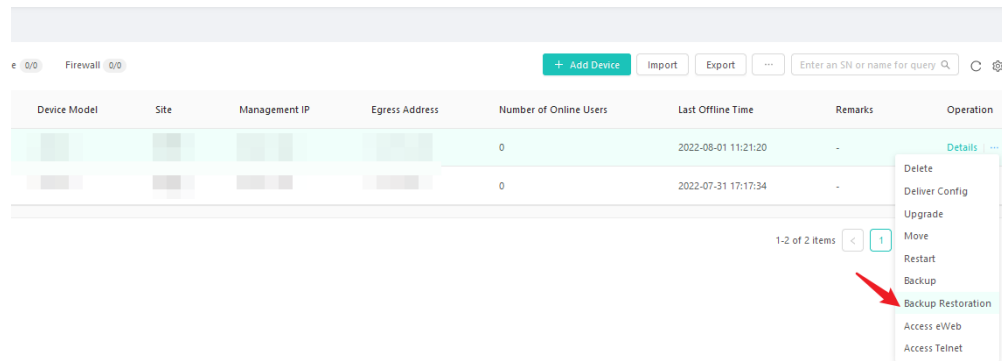 e 0/0 Firewall 0/0 + Add Device Import Export ... Enter an SN or name for query
Device Model Site Management IP Egress Address Number of Online Users Last Offline Time Remarks Operation
0 2022-08-01 11:21:20 - Details ...
0 2022-07-31 17:17:34 -
1-2 of 2 items < 1
Delete
Deliver Config
Upgrade
Move
Restart
Backup
Backup Restoration
Access eWeb
Access Telnet